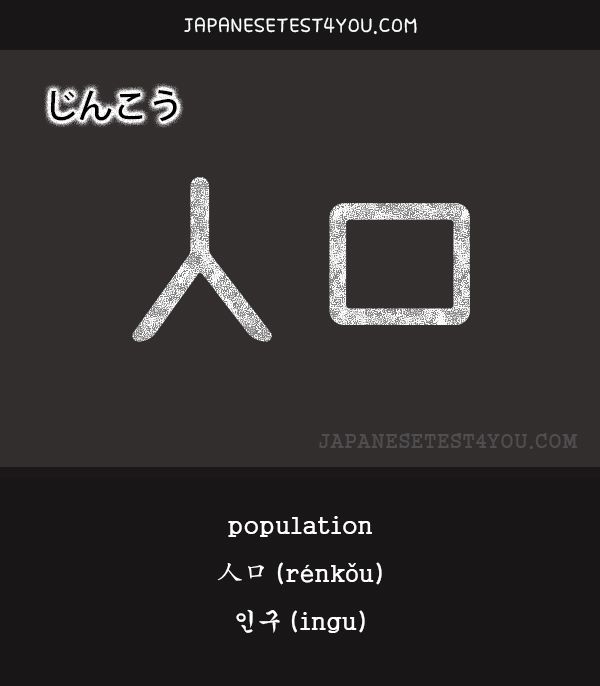 JAPANESETEST4YOU.COM
じんこう
人口
JAPANESETEST4YOU.COM
population
人口 (rénkǒu)
인구 (ingu)